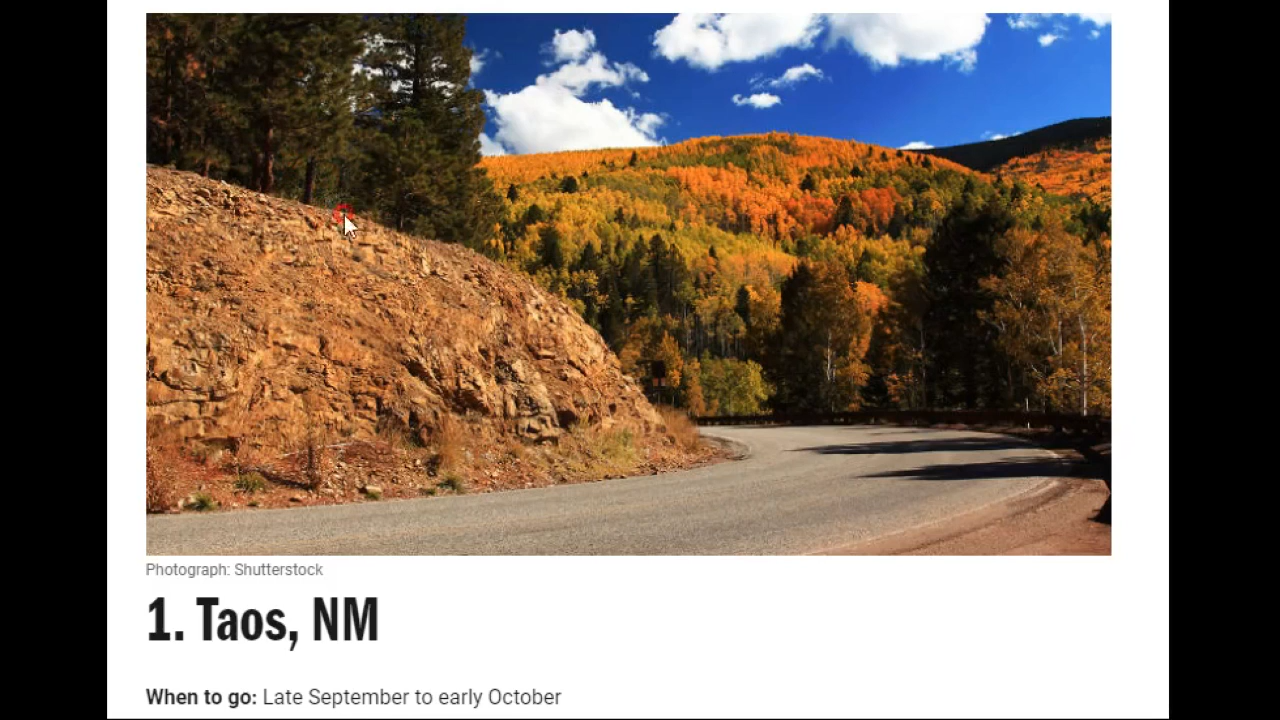 Photograph: Shutterstock
1. Taos, NM
When to go: Late September to early October